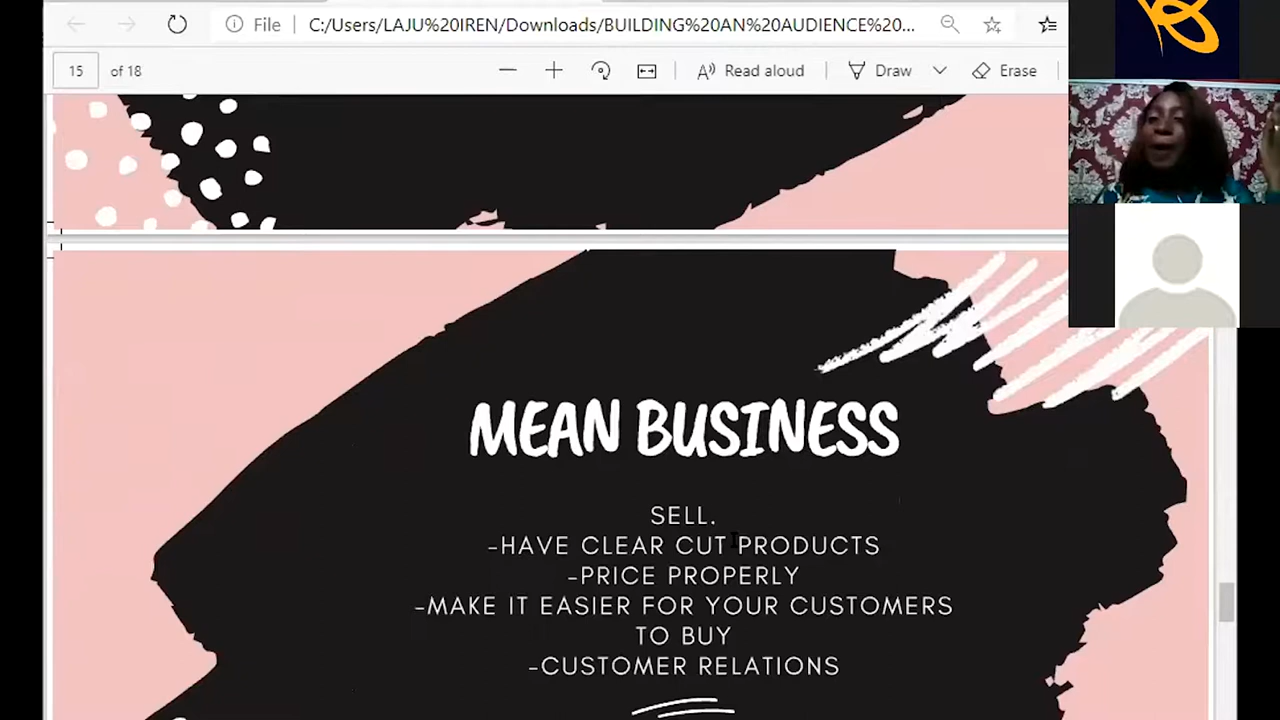 File C:/Users/LAJU%20IREN/Downloads/BUILDING%20AN%20AUDIENCE%20...
15 of 18 Read aloud Draw Erase
MEAN BUSINESS
SELL.
-HAVE CLEAR CUT PRODUCTS
-PRICE PROPERLY
-MAKE IT EASIER FOR YOUR CUSTOMERS
TO BUY
-CUSTOMER RELATIONS